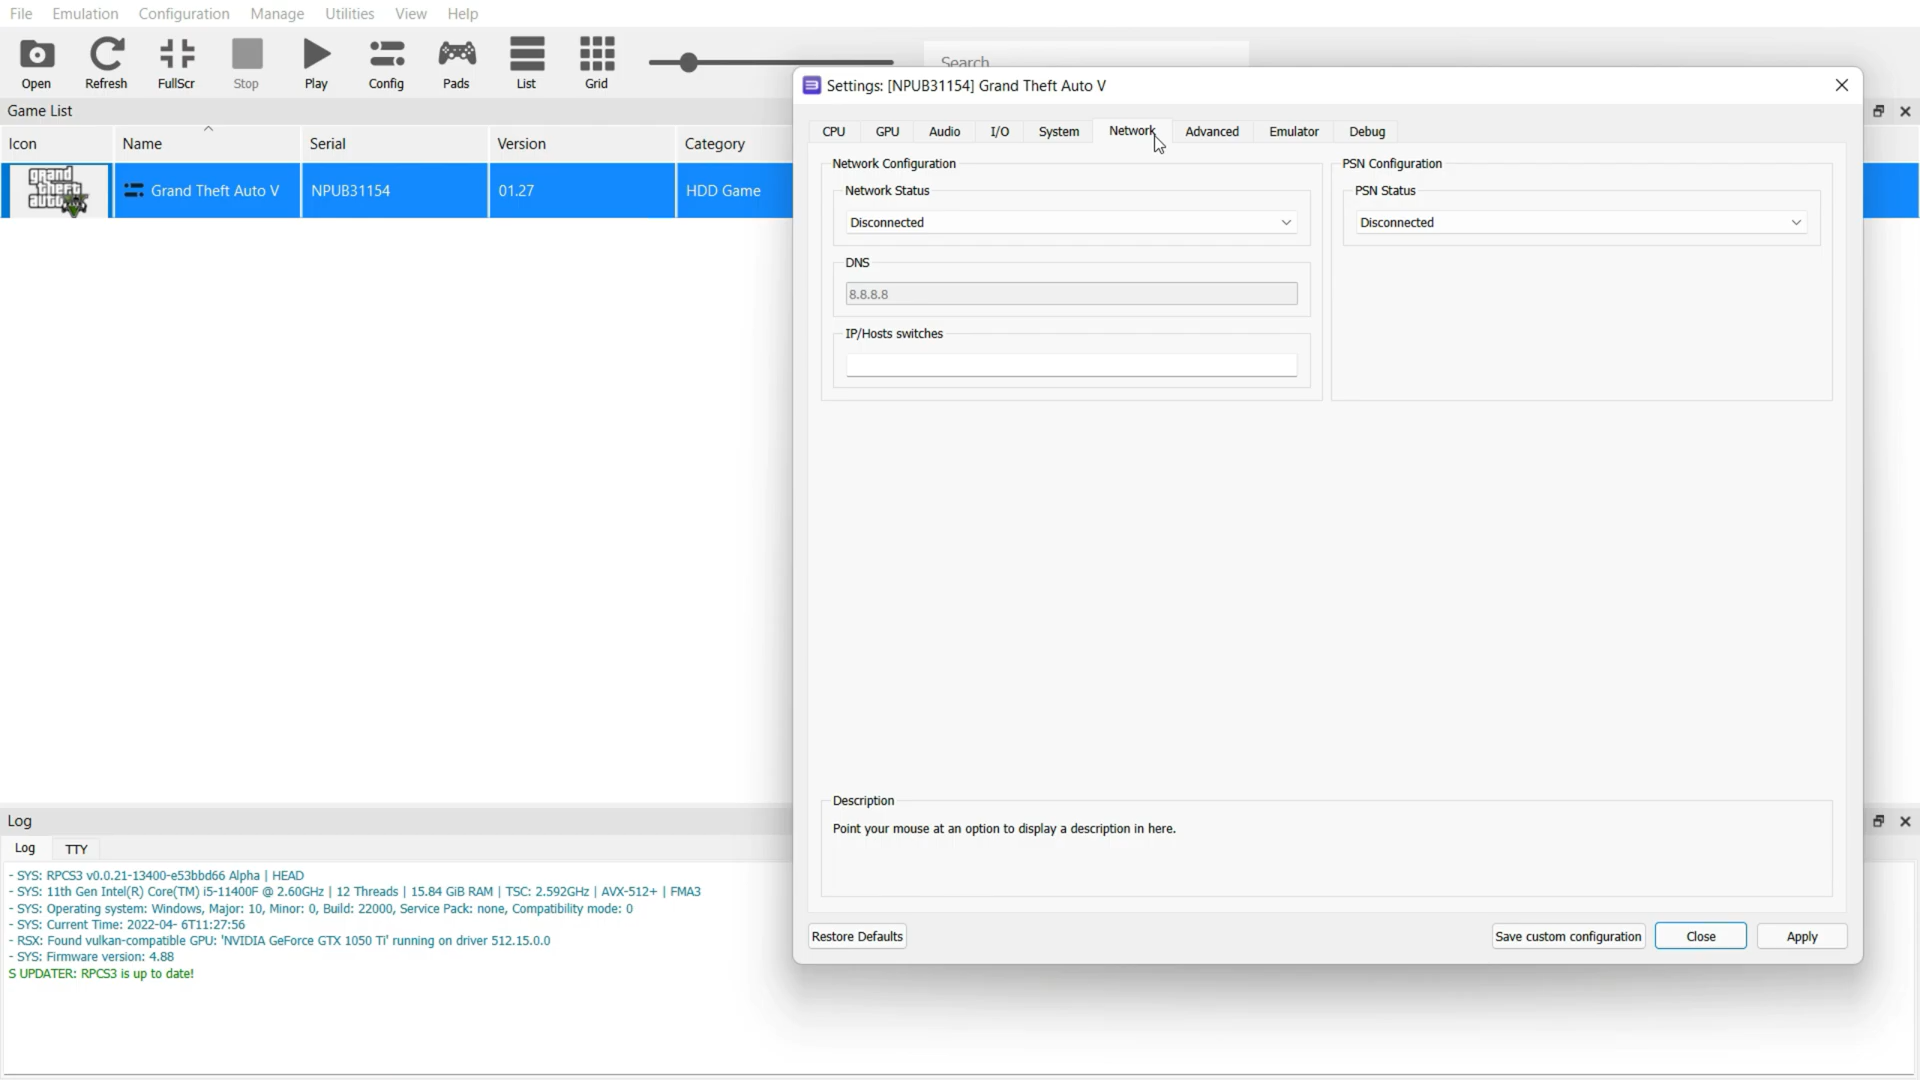 File Emulation Configuration Manage Utilities View Help
Open Refresh FullScr Stop Play Config Pads List Grid
Search
Game List
Icon Name Serial Version Category
grand theft auto Grand Theft Auto V NPUB31154 01.27 HDD Game
Settings: [NPUB31154] Grand Theft Auto V
CPU GPU Audio I/O System Network Advanced Emulator Debug
Network Configuration
Network Status
Disconnected
DNS
8.8.8.8
IP/Hosts switches
PSN Configuration
PSN Status
Disconnected
Description
Point your mouse at an option to display a description in here.
Restore Defaults Save custom configuration Close Apply
Log
Log TTY
- SYS: RPCS3 v0.0.21-13400-e53bbd66 Alpha | HEAD
- SYS: 11th Gen Intel(R) Core(TM) i5-11400F @ 2.60GHz | 12 Threads | 15.84 GiB RAM | TSC: 2.592GHz | AVX-512+ | FMA3
- SYS: Operating system: Windows, Major: 10, Minor: 0, Build: 22000, Service Pack: none, Compatibility mode: 0
- SYS: Current Time: 2022-04- 6T11:27:56
- RSX: Found vulkan-compatible GPU: 'NVIDIA GeForce GTX 1050 Ti' running on driver 512.15.0.0
- SYS: Firmware version: 4.88
S UPDATER: RPCS3 is up to date!